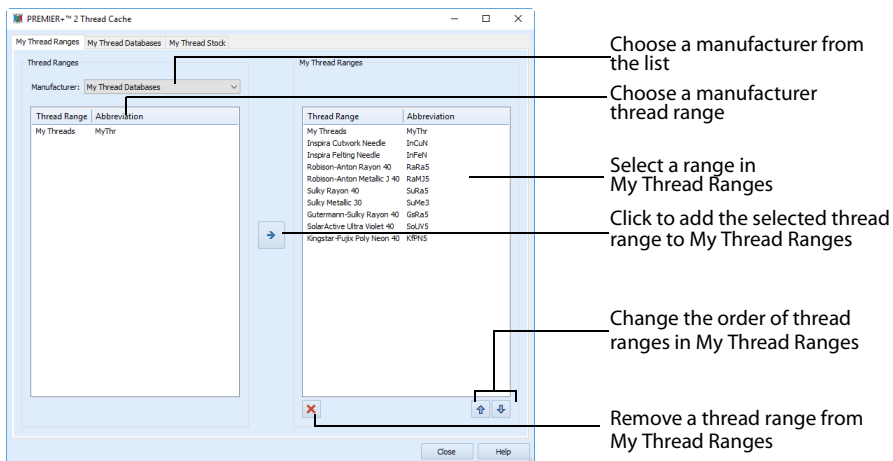 PREMIER+™ 2 Thread Cache
My Thread Ranges My Thread Databases My Thread Stock
Thread Ranges
Manufacturer: My Thread Databases
Thread Range Abbreviation
My Threads MyThr
My Thread Ranges
Thread Range Abbreviation
My Threads MyThr
Inspira Cutwork Needle InCuN
Inspira Felting Needle InFeN
Robison-Anton Rayon 40 RaRa5
Robison-Anton Metallic J 40 RaMJ5
Sulky Rayon 40 SuRa5
Sulky Metallic 30 SuMe3
Gutermann-Sulky Rayon 40 GsRa5
SolarActive Ultra Violet 40 SoUV5
Kingstar-Fujix Poly Neon 40 KfPN5
Close Help
Choose a manufacturer from
the list
Choose a manufacturer
thread range
Select a range in
My Thread Ranges
Click to add the selected thread
range to My Thread Ranges
Change the order of thread
ranges in My Thread Ranges
Remove a thread range from
My Thread Ranges